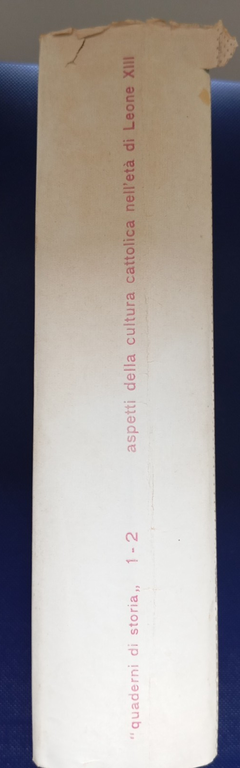 "quaderni di storia„ 1-2 aspetti della cultura cattolica nell'età di Leone XIII